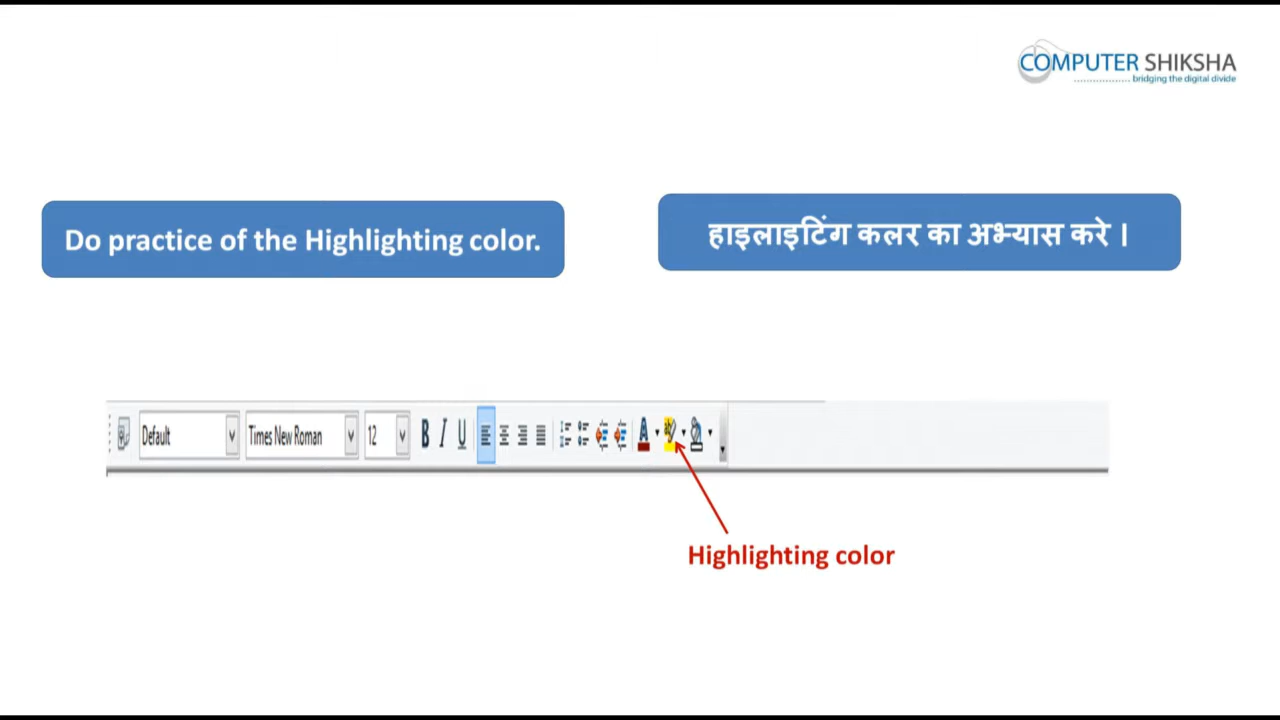 COMPUTER SHIKSHA
bridging the digital divide
Do practice of the Highlighting color.
हाइलाइटिंग कलर का अभ्यास करे ।
Default Times New Roman 12 B I U A
Highlighting color